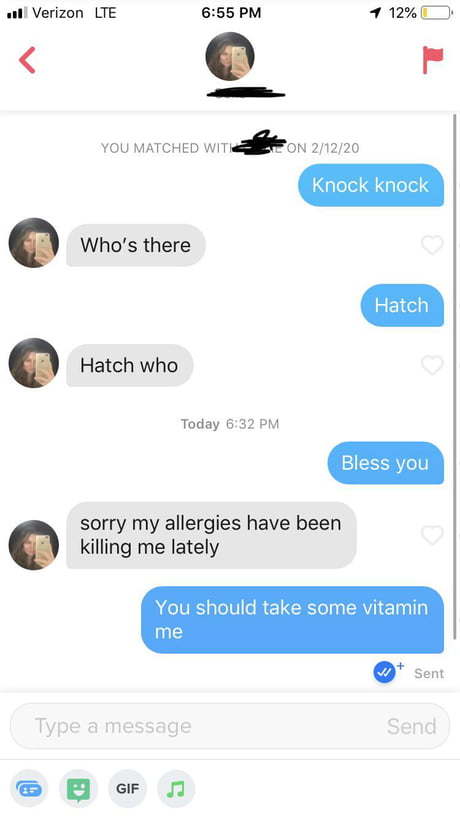 Verizon LTE 6:55 PM 12%
YOU MATCHED WITH ON 2/12/20
Knock knock
Who's there
Hatch
Hatch who
Today 6:32 PM
Bless you
sorry my allergies have been
killing me lately
You should take some vitamin
me
Sent
Type a message Send
GIF